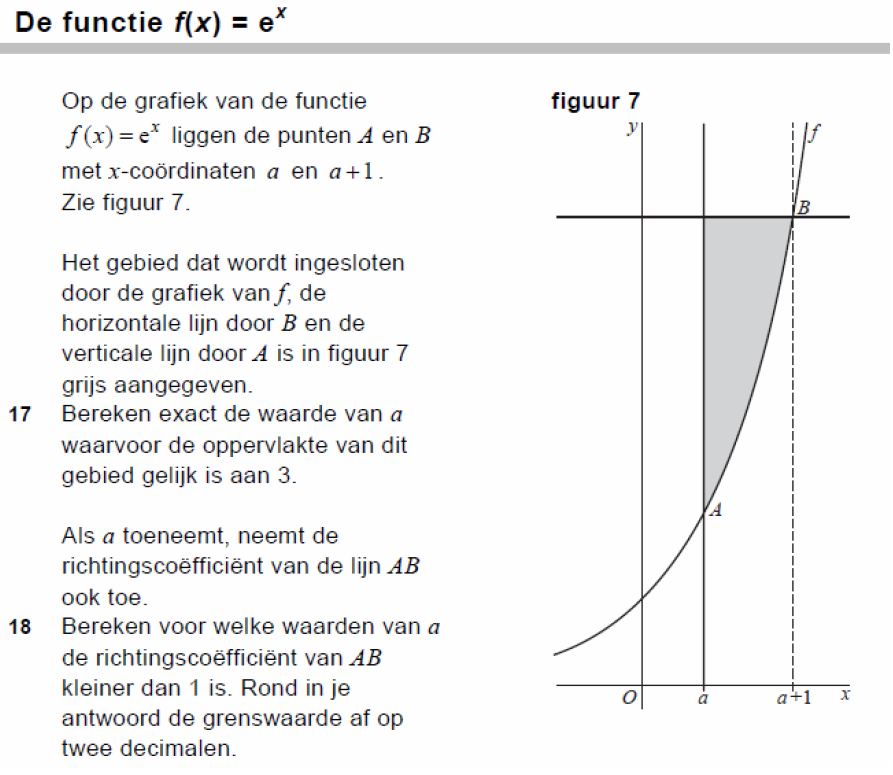 De functie f(x) = eˣ
Op de grafiek van de functie
f(x) = eˣ liggen de punten A en B
met x-coördinaten a en a+1.
Zie figuur 7.
Het gebied dat wordt ingesloten
door de grafiek van f, de
horizontale lijn door B en de
verticale lijn door A is in figuur 7
grijs aangegeven.
17 Bereken exact de waarde van a
waarvoor de oppervlakte van dit
gebied gelijk is aan 3.
Als a toeneemt, neemt de
richtingscoëfficiënt van de lijn AB
ook toe.
18 Bereken voor welke waarden van a
de richtingscoëfficiënt van AB
kleiner dan 1 is. Rond in je
antwoord de grenswaarde af op
twee decimalen.
figuur 7
y
f
B
A
O a a+1 x